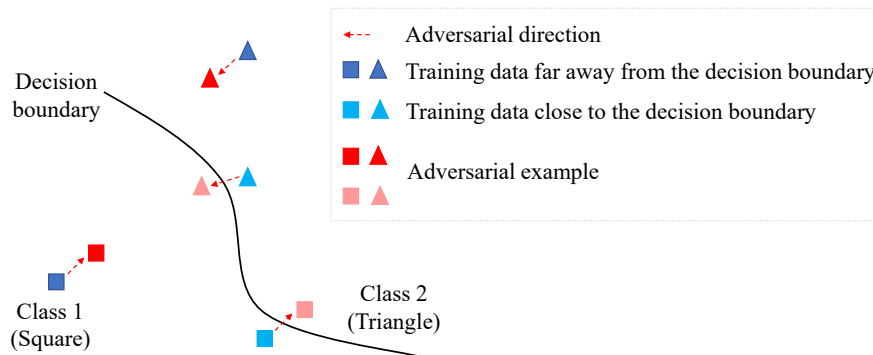 Adversarial direction
Training data far away from the decision boundary
Training data close to the decision boundary
Adversarial example
Decision
boundary
Class 1
(Square)
Class 2
(Triangle)